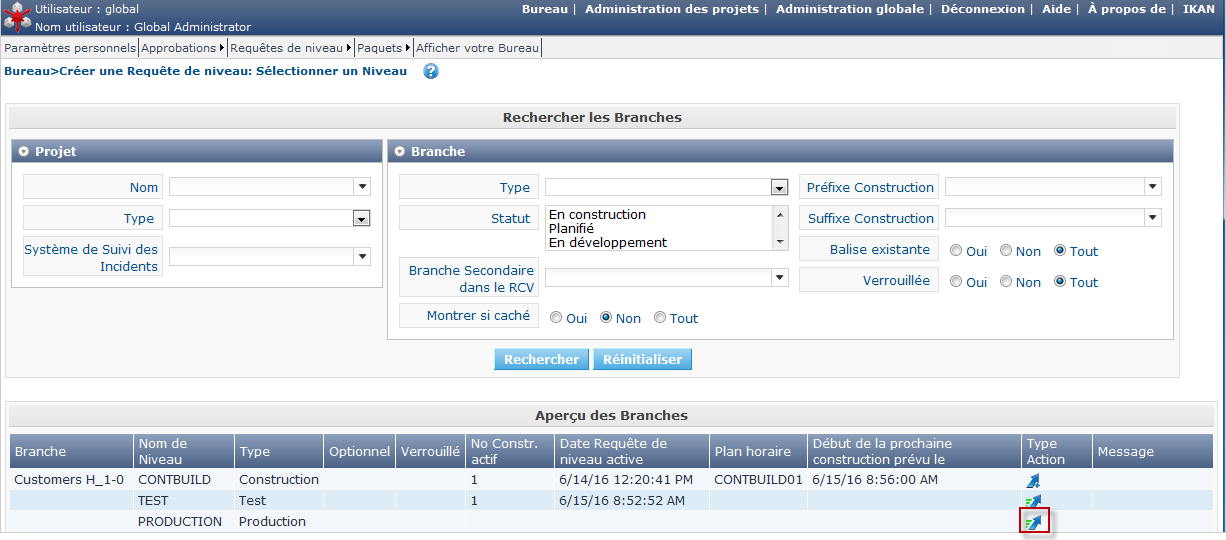 Utilisateur : global
Nom utilisateur : Global Administrator
Bureau | Administration des projets | Administration globale | Déconnexion | Aide | À propos de | IKAN
Paramètres personnels Approbations Requêtes de niveau Paquets Afficher votre Bureau
Bureau>Créer une Requête de niveau: Sélectionner un Niveau ?
Rechercher les Branches
Projet
Nom
Type
Système de Suivi des
Incidents
Branche
Type
Statut
En construction
Planifié
En développement
Branche Secondaire
dans le RCV
Montrer si caché
Oui Non Tout
Préfixe Construction
Suffixe Construction
Balise existante
Oui Non Tout
Verrouillée
Oui Non Tout
Rechercher Réinitialiser
Aperçu des Branches
Branche
Nom de
Niveau
Type
Optionnel
Verrouillé
No Constr.
actif
Date Requête de
niveau active
Plan horaire
Début de la prochaine
construction prévu le
Type
Action
Message
Customers H_1-0 CONTBUILD Construction 1 6/14/16 12:20:41 PM CONTBUILD01 6/15/16 8:56:00 AM
TEST Test 1 6/15/16 8:52:52 AM
PRODUCTION Production